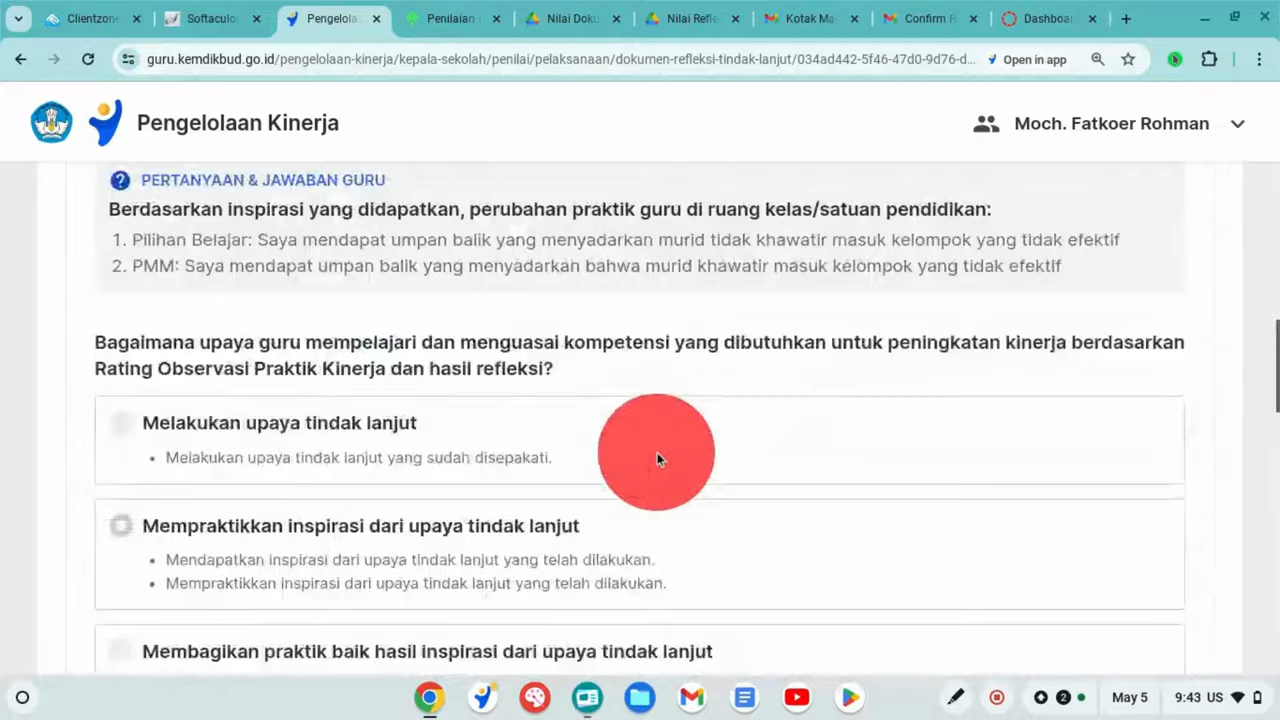 Clientzone
Softaculo
Pengelola
Penilaian
Nilai Dok
Nilai Refle
Kotak Ma
Confirm
Dashboa
guru.kemdikbud.go.id/pengelolaan-kinerja/kepala-sekolah/penilai/pelaksanaan/dokumen-refleksi-tindak-lanjut/034ad442-5f46-47d0-9d76-d...
Open in app
Pengelolaan Kinerja
Moch. Fatkoer Rohman
PERTANYAAN & JAWABAN GURU
Berdasarkan inspirasi yang didapatkan, perubahan praktik guru di ruang kelas/satuan pendidikan:
1. Pilihan Belajar: Saya mendapat umpan balik yang menyadarkan murid tidak khawatir masuk kelompok yang tidak efektif
2. PMM: Saya mendapat umpan balik yang menyadarkan bahwa murid khawatir masuk kelompok yang tidak efektif
Bagaimana upaya guru mempelajari dan menguasai kompetensi yang dibutuhkan untuk peningkatan kinerja berdasarkan
Rating Observasi Praktik Kinerja dan hasil refleksi?
Melakukan upaya tindak lanjut
• Melakukan upaya tindak lanjut yang sudah disepakati.
Mempraktikkan inspirasi dari upaya tindak lanjut
• Mendapatkan inspirasi dari upaya tindak lanjut yang telah dilakukan.
• Mempraktikkan inspirasi dari upaya tindak lanjut yang telah dilakukan.
Membagikan praktik baik hasil inspirasi dari upaya tindak lanjut
2
May 5
9:43 US